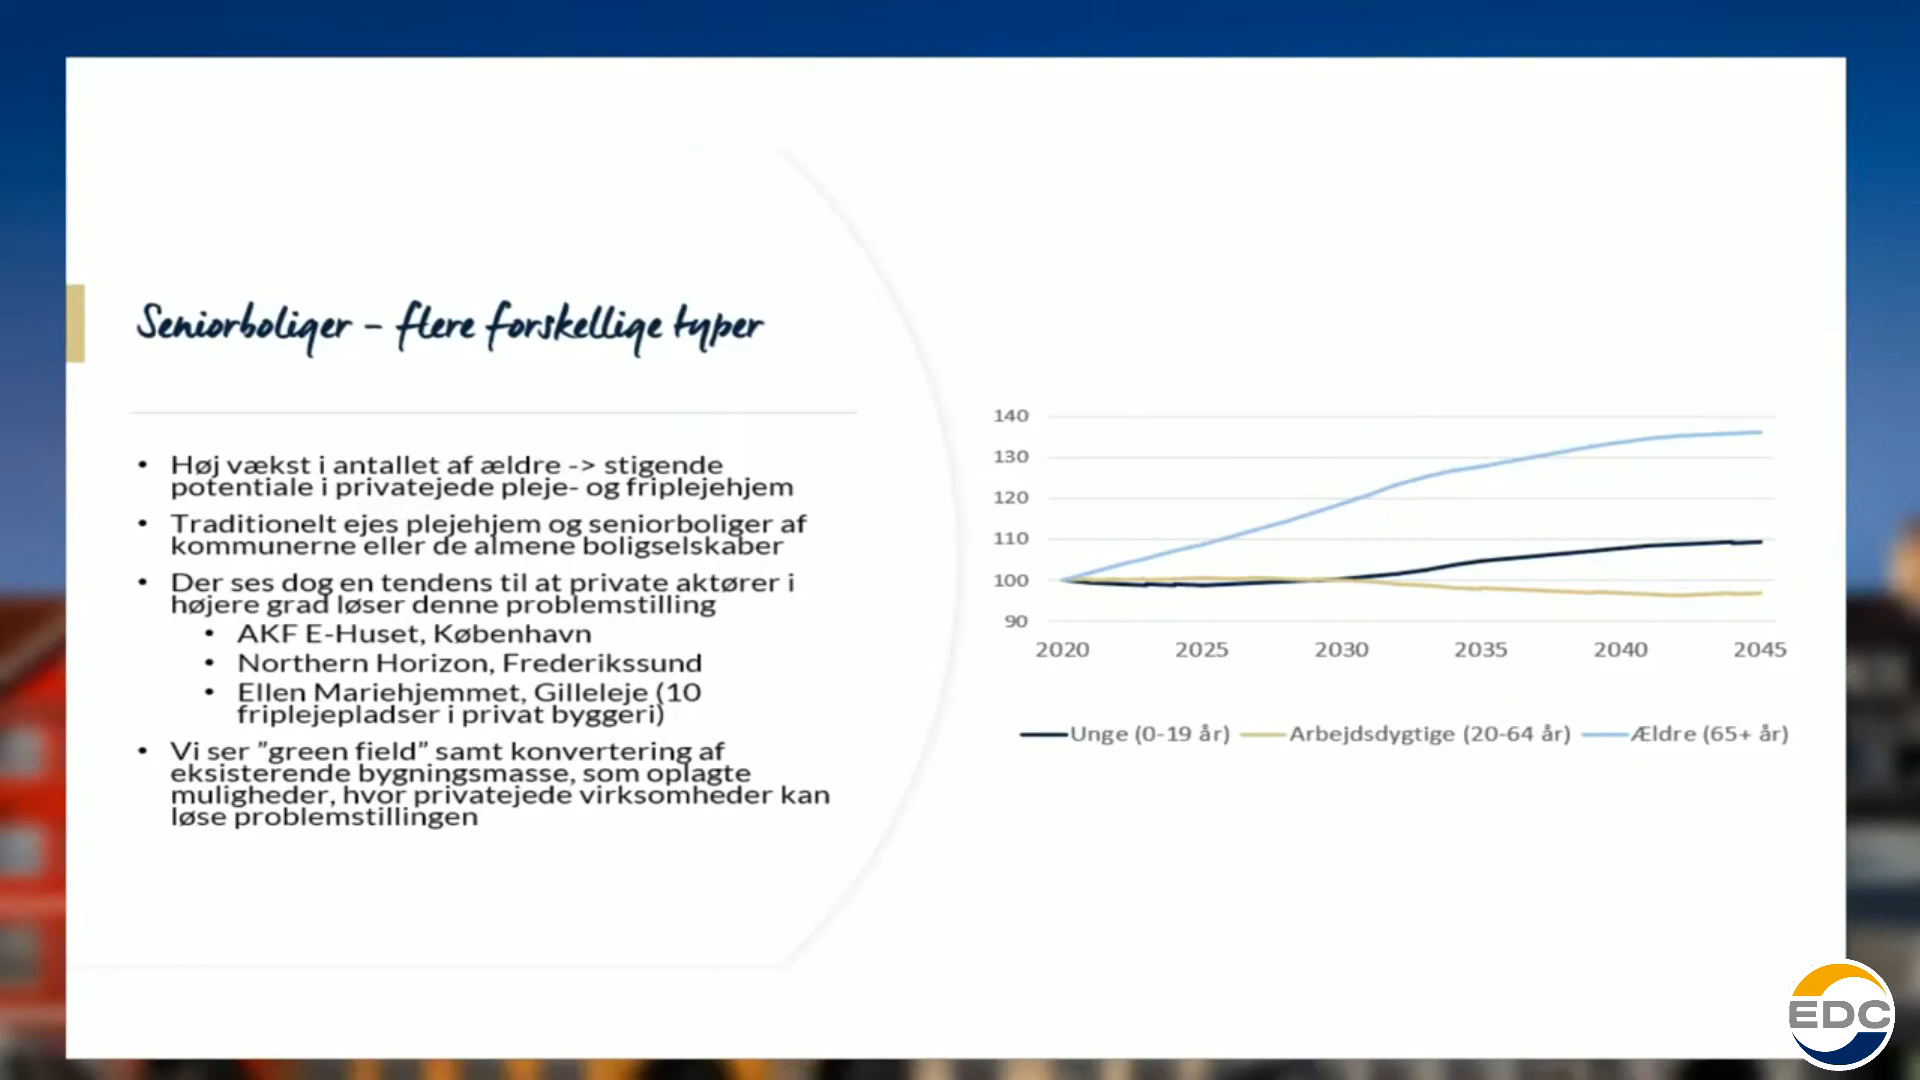 Seniorboliger – flere forskellige typer
• Høj vækst i antallet af ældre -> stigende
potentiale i privatejede pleje- og friplejehjem
• Traditionelt ejes plejehjem og seniorboliger af
kommunerne eller de almene boligselskaber
• Der ses dog en tendens til at private aktører i
højere grad løser denne problemstilling
• AKF E-Huset, København
• Northern Horizon, Frederikssund
• Ellen Mariehjemmet, Gilleleje (10
friplejepladser i privat byggeri)
• Vi ser ”green field” samt konvertering af
eksisterende bygningsmasse, som oplagte
muligheder, hvor privatejede virksomheder kan
løse problemstillingen
140
130
120
110
100
90
2020 2025 2030 2035 2040 2045
Unge (0-19 år) Arbejdsdygtige (20-64 år) Ældre (65+ år)
EDC